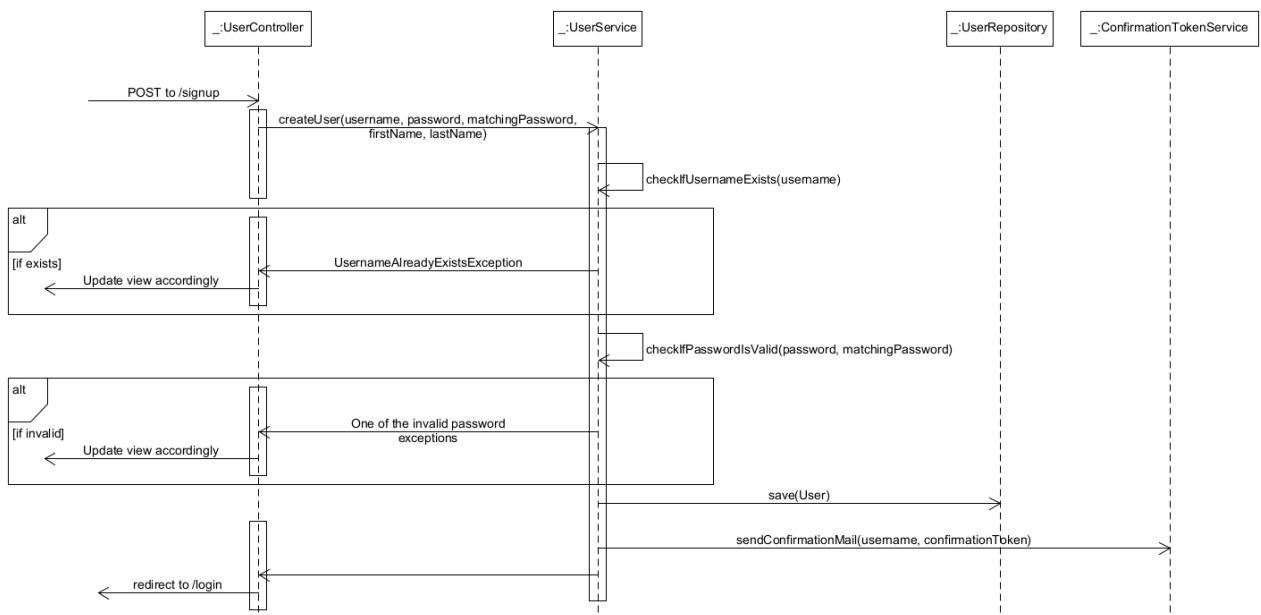 _:UserController
_:UserService
_:UserRepository
_:ConfirmationTokenService
POST to /signup
createUser(username, password, matchingPassword,
firstName, lastName)
checkIfUsernameExists(username)
alt
[if exists]
UsernameAlreadyExistsException
Update view accordingly
checkIfPasswordIsValid(password, matchingPassword)
alt
[if invalid]
One of the invalid password
exceptions
Update view accordingly
save(User)
sendConfirmationMail(username, confirmationToken)
redirect to /login